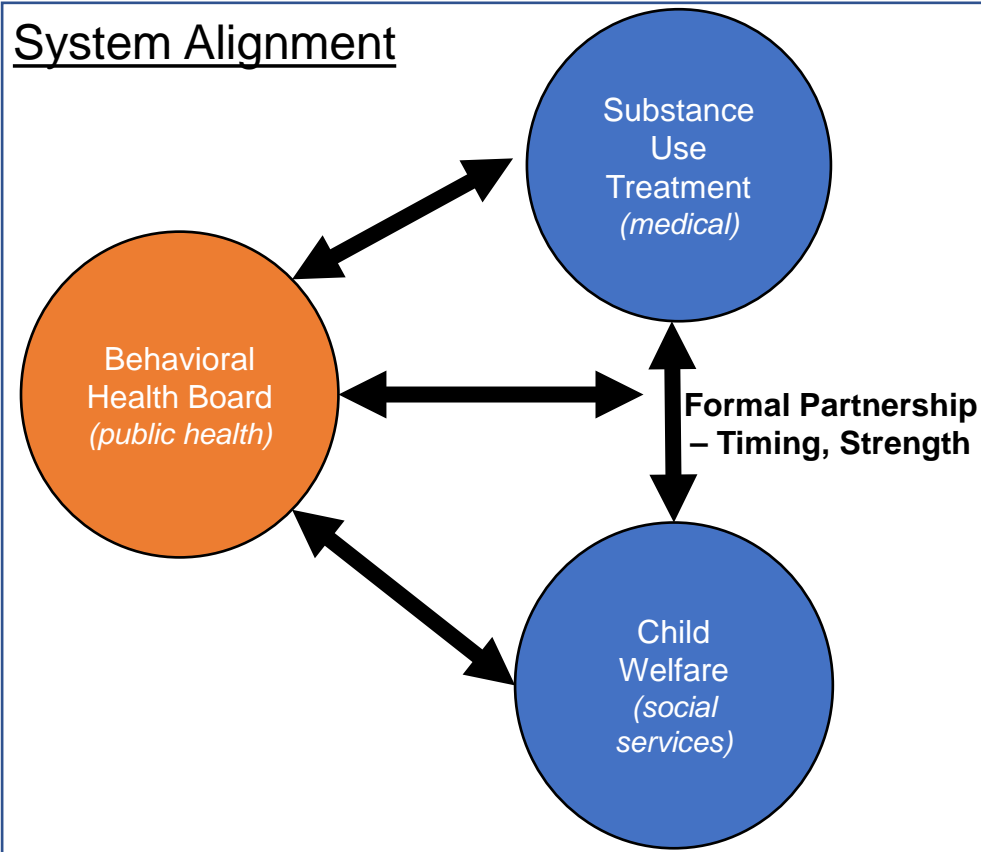 System Alignment
Substance
Use
Treatment
(medical)
Behavioral
Health Board
(public health)
Formal Partnership
– Timing, Strength
Child
Welfare
(social
services)